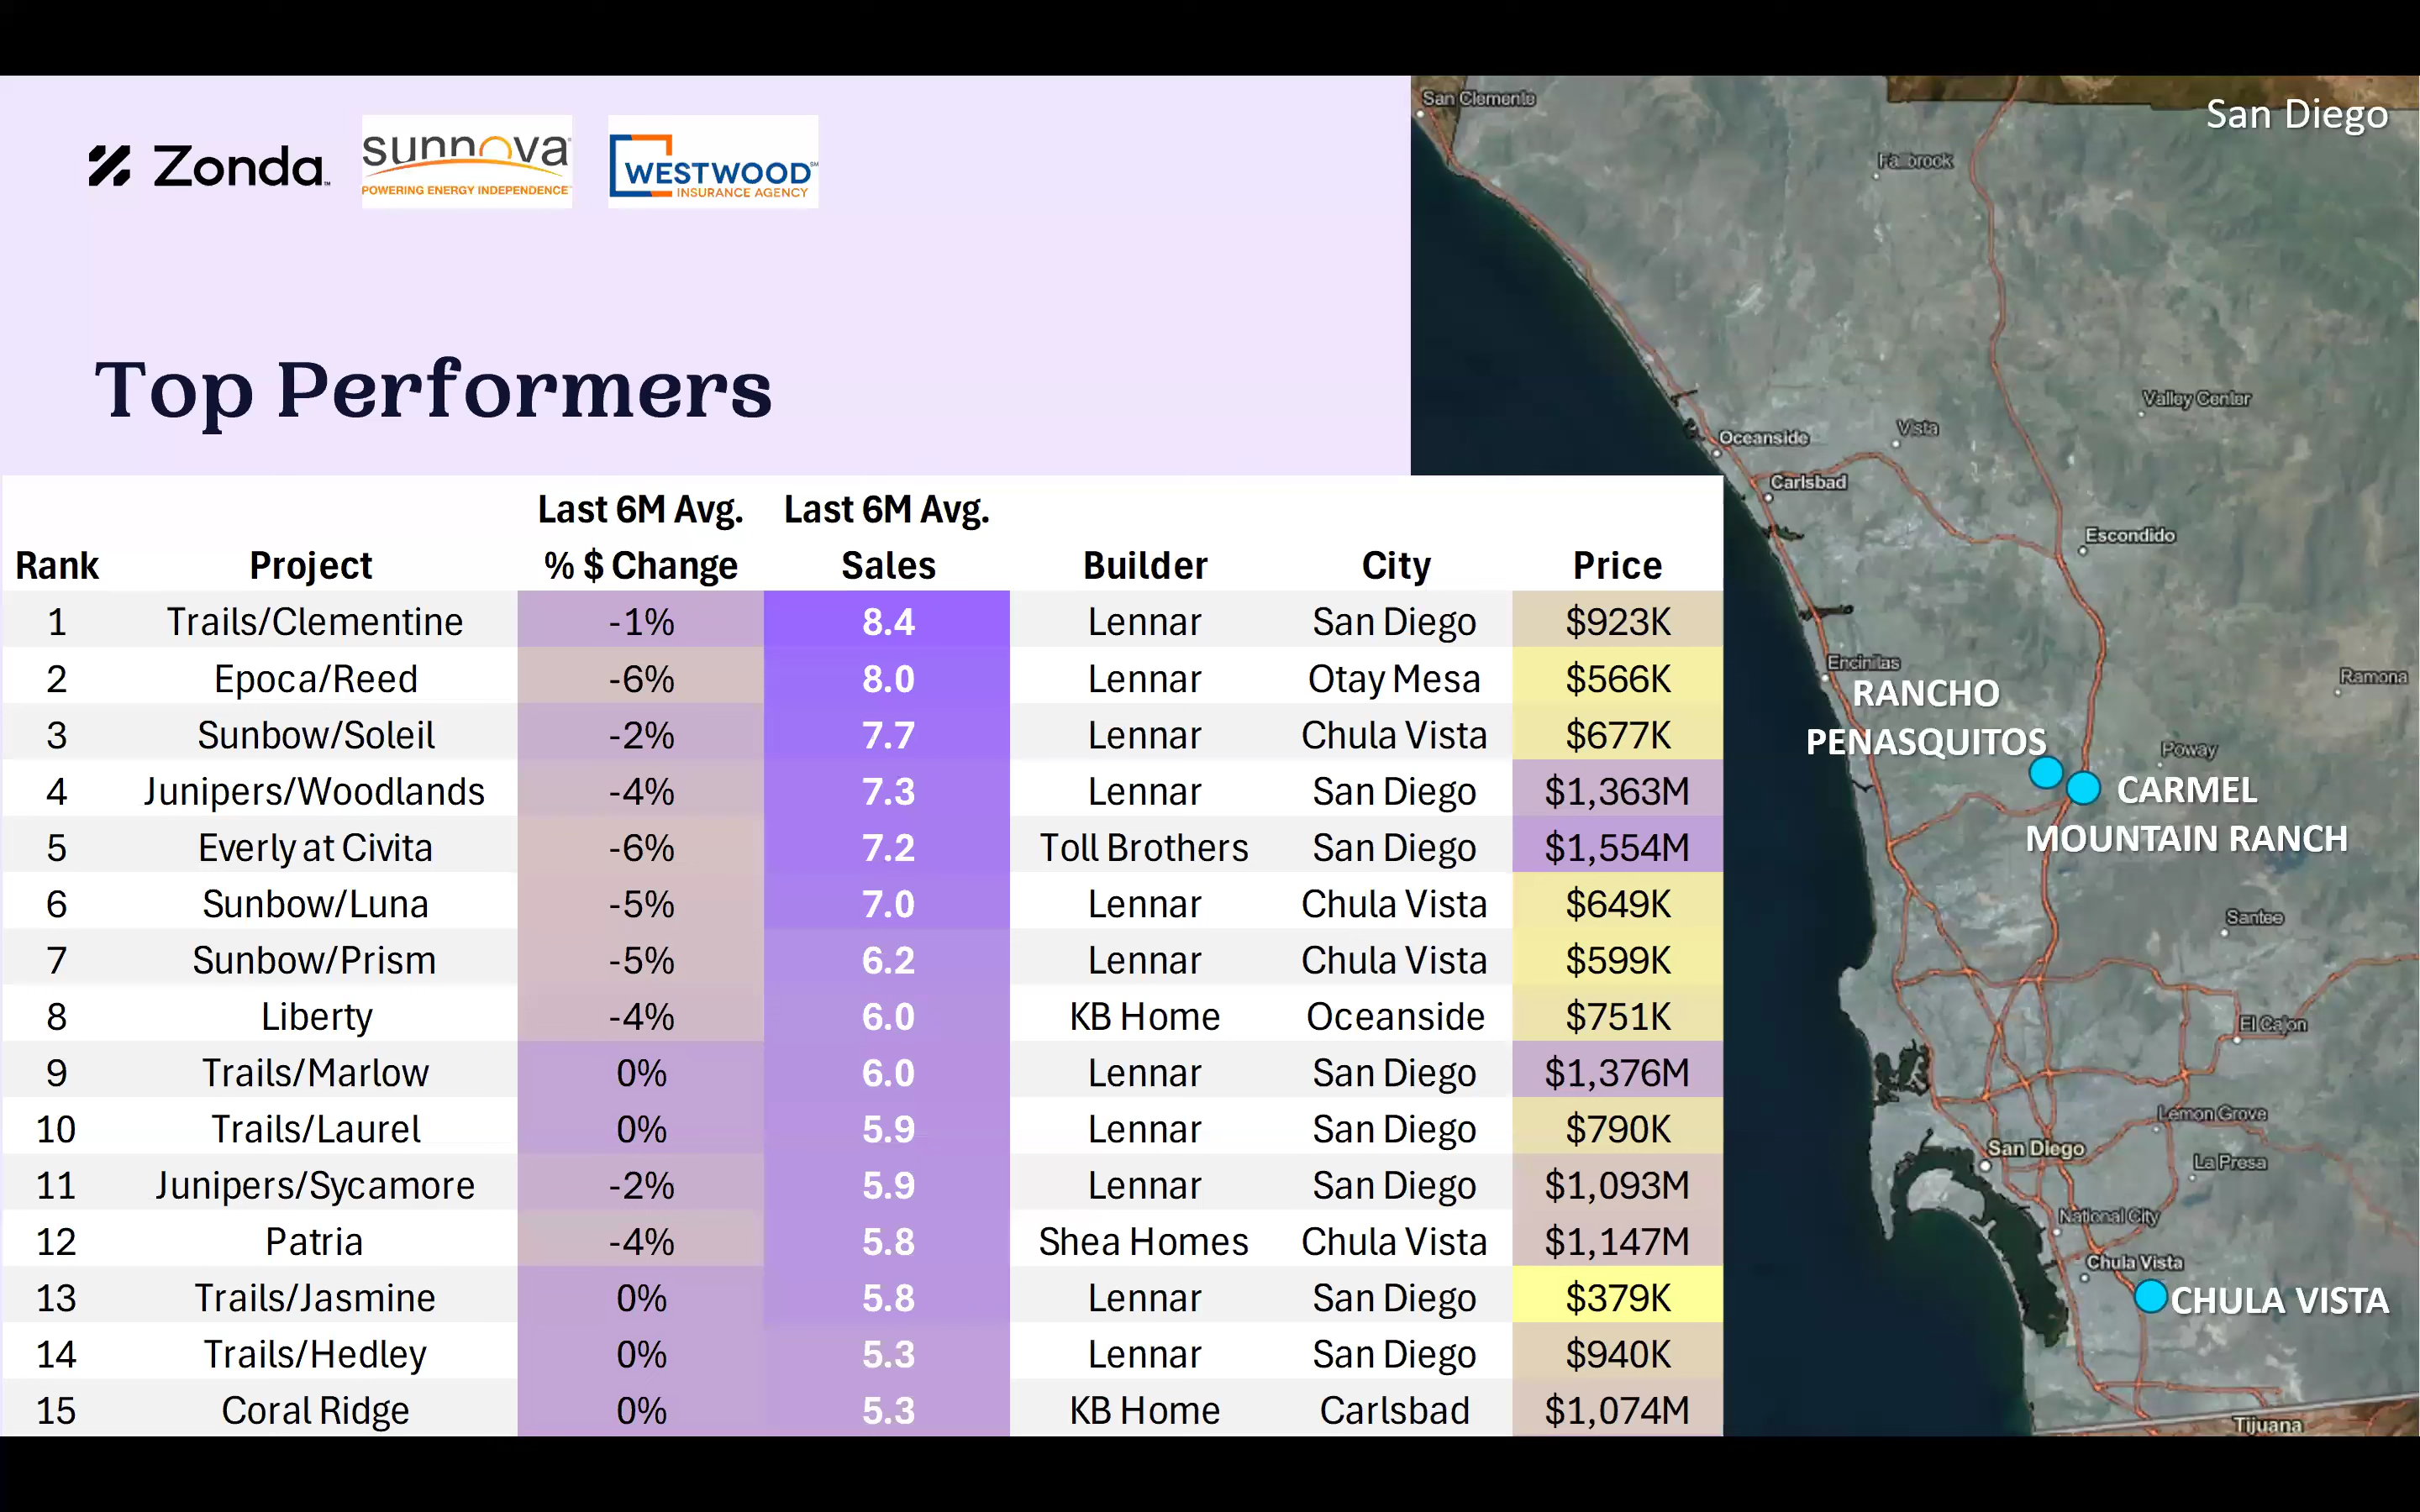 Zonda™
sunnova
POWERING ENERGY INDEPENDENCE
WESTWOOD
INSURANCE AGENCY
Top Performers
Rank Project Last 6M Avg. % $ Change Last 6M Avg. Sales Builder City Price
1 Trails/Clementine -1% 8.4 Lennar San Diego $923K
2 Epoca/Reed -6% 8.0 Lennar Otay Mesa $566K
3 Sunbow/Soleil -2% 7.7 Lennar Chula Vista $677K
4 Junipers/Woodlands -4% 7.3 Lennar San Diego $1,363M
5 Everly at Civita -6% 7.2 Toll Brothers San Diego $1,554M
6 Sunbow/Luna -5% 7.0 Lennar Chula Vista $649K
7 Sunbow/Prism -5% 6.2 Lennar Chula Vista $599K
8 Liberty -4% 6.0 KB Home Oceanside $751K
9 Trails/Marlow 0% 6.0 Lennar San Diego $1,376M
10 Trails/Laurel 0% 5.9 Lennar San Diego $790K
11 Junipers/Sycamore -2% 5.9 Lennar San Diego $1,093M
12 Patria -4% 5.8 Shea Homes Chula Vista $1,147M
13 Trails/Jasmine 0% 5.8 Lennar San Diego $379K
14 Trails/Hedley 0% 5.3 Lennar San Diego $940K
15 Coral Ridge 0% 5.3 KB Home Carlsbad $1,074M
San Diego
San Clemente
Fallbrook
Valley Center
Vista
Oceanside
Carlsbad
Escondido
Encinitas
Ramona
RANCHO
PENASQUITOS
Poway
CARMEL
MOUNTAIN RANCH
Santee
El Cajon
Lemon Grove
San Diego
La Presa
National City
Chula Vista
CHULA VISTA
Tijuana